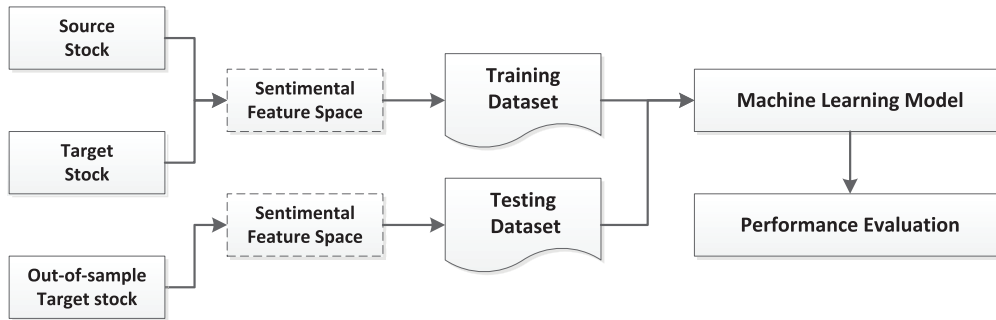 Source
Stock
Target
Stock
Out-of-sample
Target stock
Sentimental
Feature Space
Sentimental
Feature Space
Training
Dataset
Testing
Dataset
Machine Learning Model
Performance Evaluation